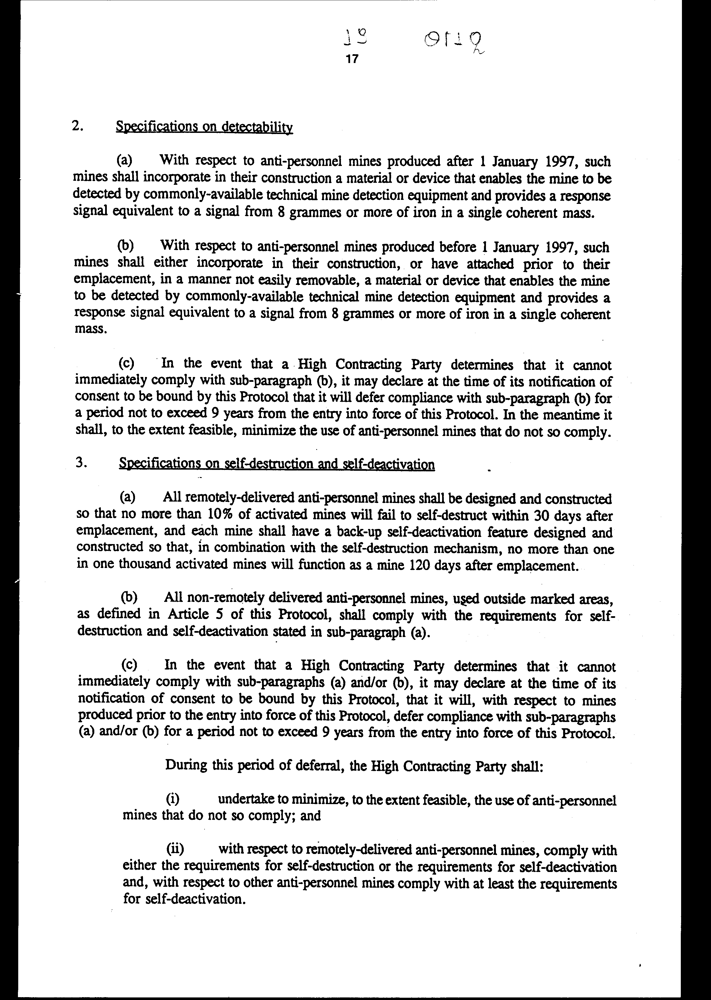 17
2. Specifications on detectability
(a) With respect to anti-personnel mines produced after 1 January 1997, such
mines shall incorporate in their construction a material or device that enables the mine to be
detected by commonly-available technical mine detection equipment and provides a response
signal equivalent to a signal from 8 grammes or more of iron in a single coherent mass.
(b) With respect to anti-personnel mines produced before 1 January 1997, such
mines shall either incorporate in their construction, or have attached prior to their
emplacement, in a manner not easily removable, a material or device that enables the mine
to be detected by commonly-available technical mine detection equipment and provides a
response signal equivalent to a signal from 8 grammes or more of iron in a single coherent
mass.
(c) In the event that a High Contracting Party determines that it cannot
immediately comply with sub-paragraph (b), it may declare at the time of its notification of
consent to be bound by this Protocol that it will defer compliance with sub-paragraph (b) for
a period not to exceed 9 years from the entry into force of this Protocol. In the meantime it
shall, to the extent feasible, minimize the use of anti-personnel mines that do not so comply.
3. Specifications on self-destruction and self-deactivation
(a) All remotely-delivered anti-personnel mines shall be designed and constructed
so that no more than 10% of activated mines will fail to self-destruct within 30 days after
emplacement, and each mine shall have a back-up self-deactivation feature designed and
constructed so that, in combination with the self-destruction mechanism, no more than one
in one thousand activated mines will function as a mine 120 days after emplacement.
(b) All non-remotely delivered anti-personnel mines, used outside marked areas,
as defined in Article 5 of this Protocol, shall comply with the requirements for self-
destruction and self-deactivation stated in sub-paragraph (a).
(c) In the event that a High Contracting Party determines that it cannot
immediately comply with sub-paragraphs (a) and/or (b), it may declare at the time of its
notification of consent to be bound by this Protocol, that it will, with respect to mines
produced prior to the entry into force of this Protocol, defer compliance with sub-paragraphs
(a) and/or (b) for a period not to exceed 9 years from the entry into force of this Protocol.
During this period of deferral, the High Contracting Party shall:
(i) undertake to minimize, to the extent feasible, the use of anti-personnel
mines that do not so comply; and
(ii) with respect to remotely-delivered anti-personnel mines, comply with
either the requirements for self-destruction or the requirements for self-deactivation
and, with respect to other anti-personnel mines comply with at least the requirements
for self-deactivation.